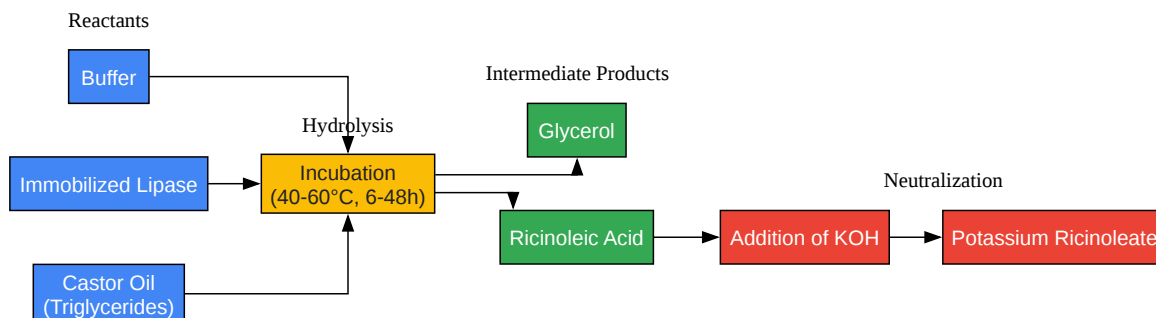 Reactants
Buffer
Intermediate Products
Hydrolysis
Glycerol
Immobilized Lipase
Incubation
(40-60°C, 6-48h)
Neutralization
Ricinoleic Acid
Addition of KOH
Potassium Ricinoleate
Castor Oil
(Triglycerides)